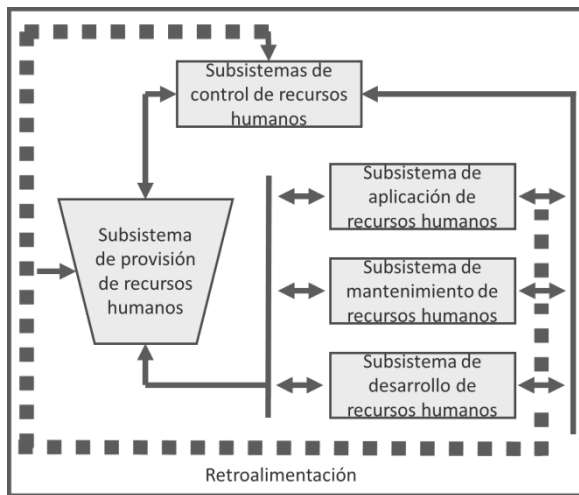 Subsistemas de
control de recursos
humanos
Subsistema de
aplicación de
recursos humanos
Subsistema
de provisión
de recursos
humanos
Subsistema de
mantenimiento de
recursos humanos
Subsistema de
desarrollo de
recursos humanos
Retroalimentación